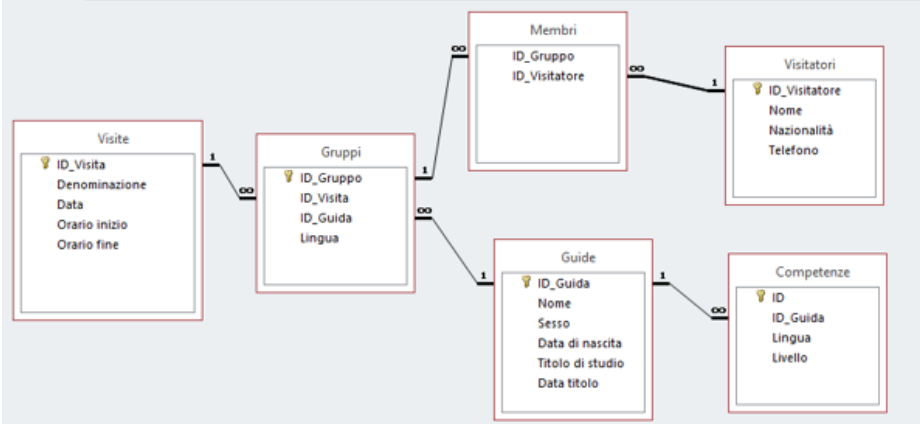 Visite
ID_Visita
Denominazione
Data
Orario inizio
Orario fine
1
∞
Gruppi
ID_Gruppo
ID_Visita
ID_Guida
Lingua
1
∞
∞
1
Membri
ID_Gruppo
ID_Visitatore
∞
1
Visitatori
ID_Visitatore
Nome
Nazionalità
Telefono
Guide
ID_Guida
Nome
Sesso
Data di nascita
Titolo di studio
Data titolo
1
∞
Competenze
ID
ID_Guida
Lingua
Livello